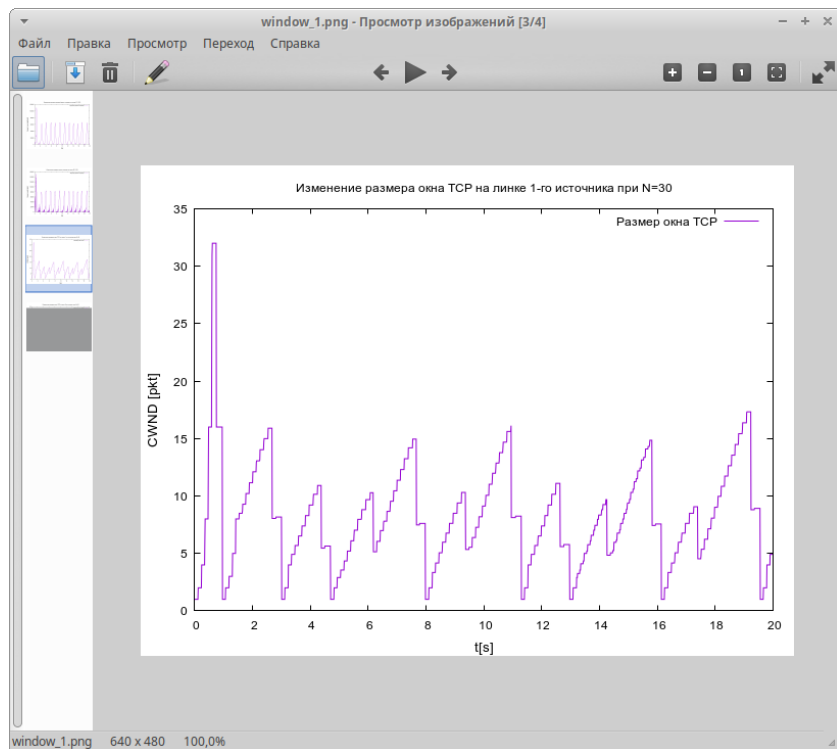 window_1.png - Просмотр изображений [3/4]
Файл Правка Просмотр Переход Справка
1
Изменение размера окна TCP на линке 1-го источника при N=30
Размер окна TCP
35
30
25
20
15
10
5
0
CWND [pkt]
0 2 4 6 8 10 12 14 16 18 20
t[s]
window_1.png 640 x 480 100,0%